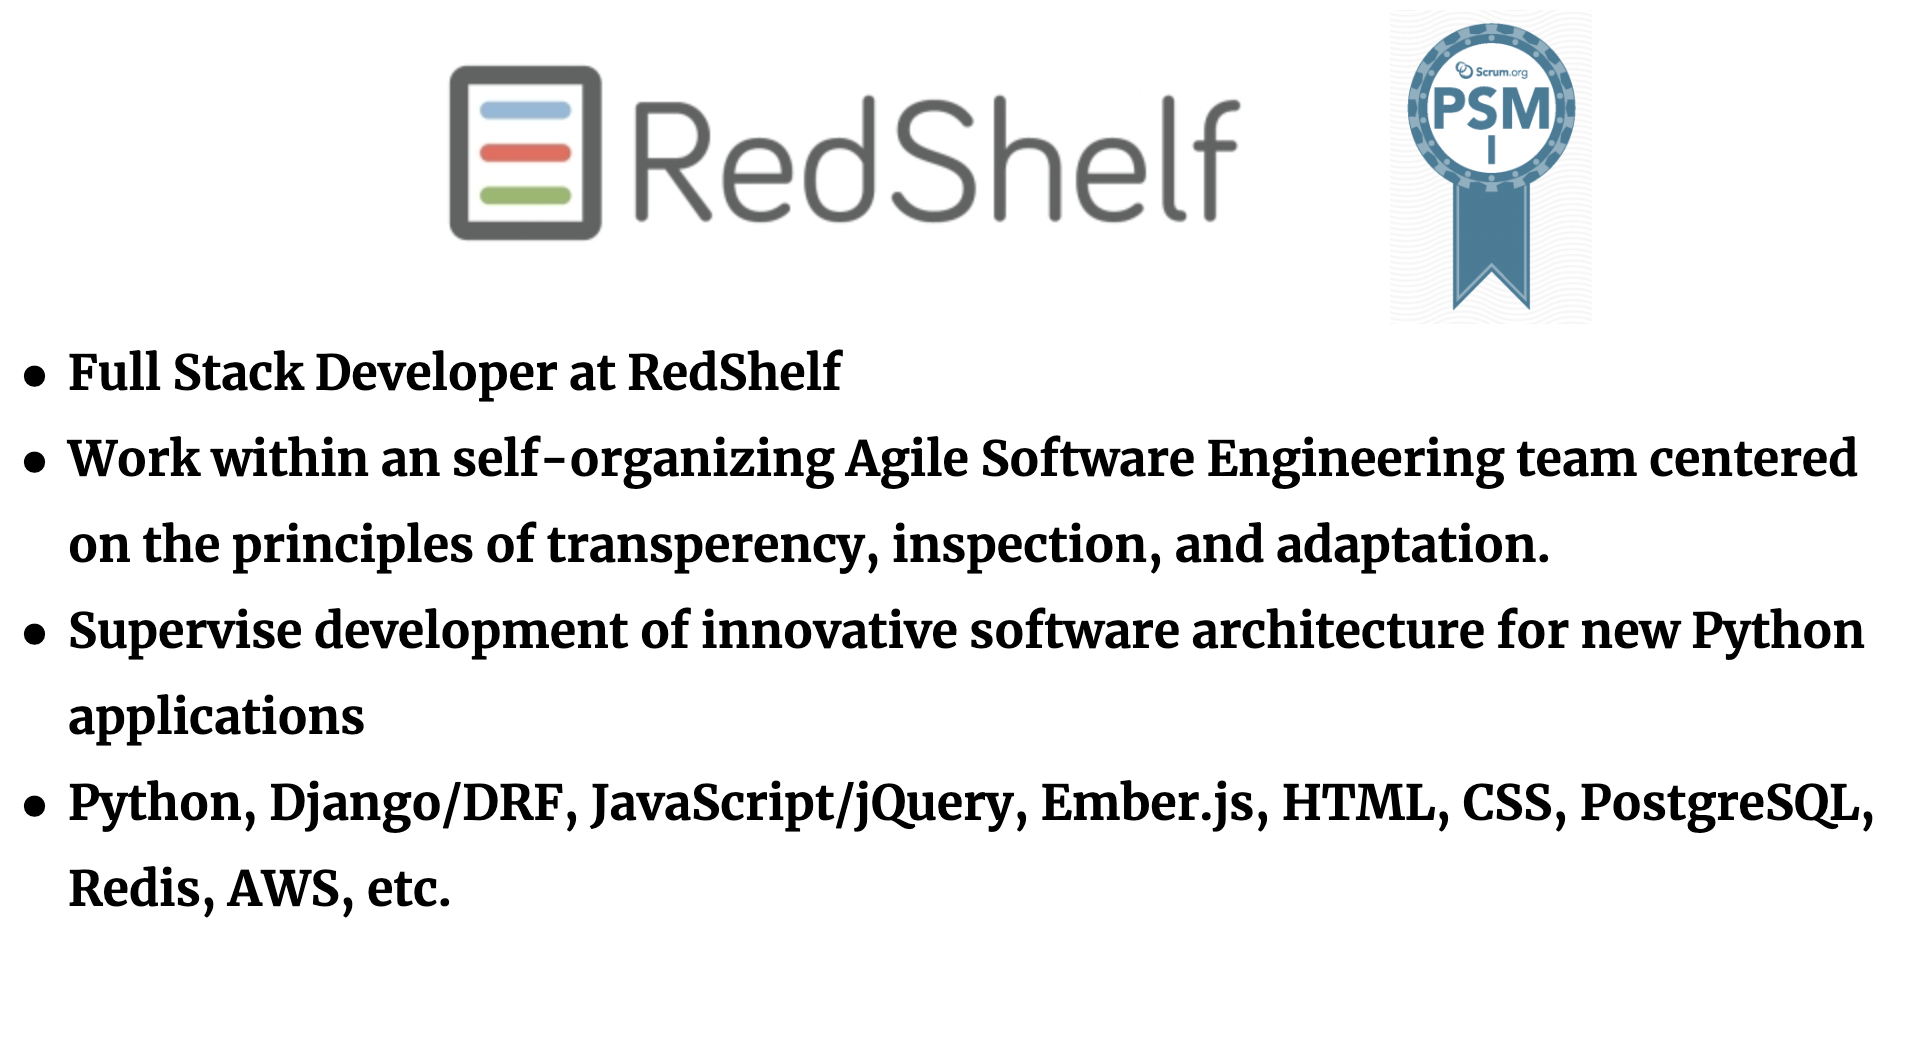 RedShelf
Scrum.org
PSM
I
● Full Stack Developer at RedShelf
● Work within an self-organizing Agile Software Engineering team centered
on the principles of transperency, inspection, and adaptation.
● Supervise development of innovative software architecture for new Python
applications
● Python, Django/DRF, JavaScript/jQuery, Ember.js, HTML, CSS, PostgreSQL,
Redis, AWS, etc.